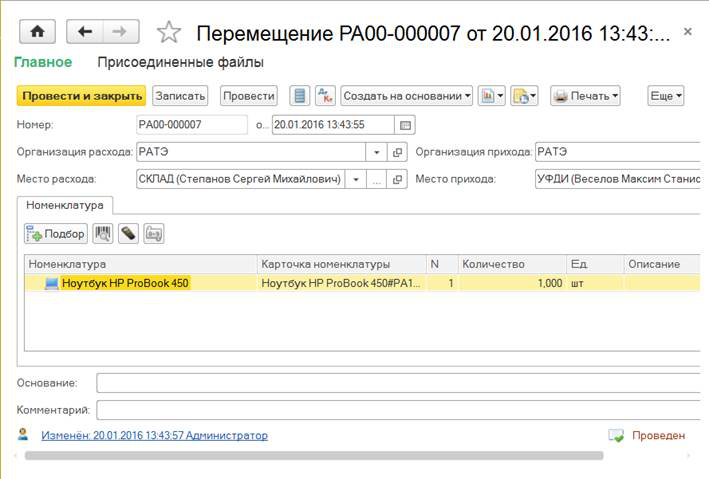 Перемещение РА00-000007 от 20.01.2016 13:43:...
Главное Присоединенные файлы
Провести и закрыть Записать Провести Дт Кт Создать на основании Печать Еще
Номер: РА00-000007 о... 20.01.2016 13:43:55
Организация расхода: РАТЭ Организация прихода: РАТЭ
Место расхода: СКЛАД (Степанов Сергей Михайлович) ... Место прихода: УФДИ (Веселов Максим Станис
Номенклатура
Подбор
Номенклатура Карточка номенклатуры N Количество Ед. Описание
Ноутбук HP ProBook 450 Ноутбук HP ProBook 450#РА1... 1 1,000 шт
Основание:
Комментарий:
Изменён: 20.01.2016 13:43:57 Администратор Проведен